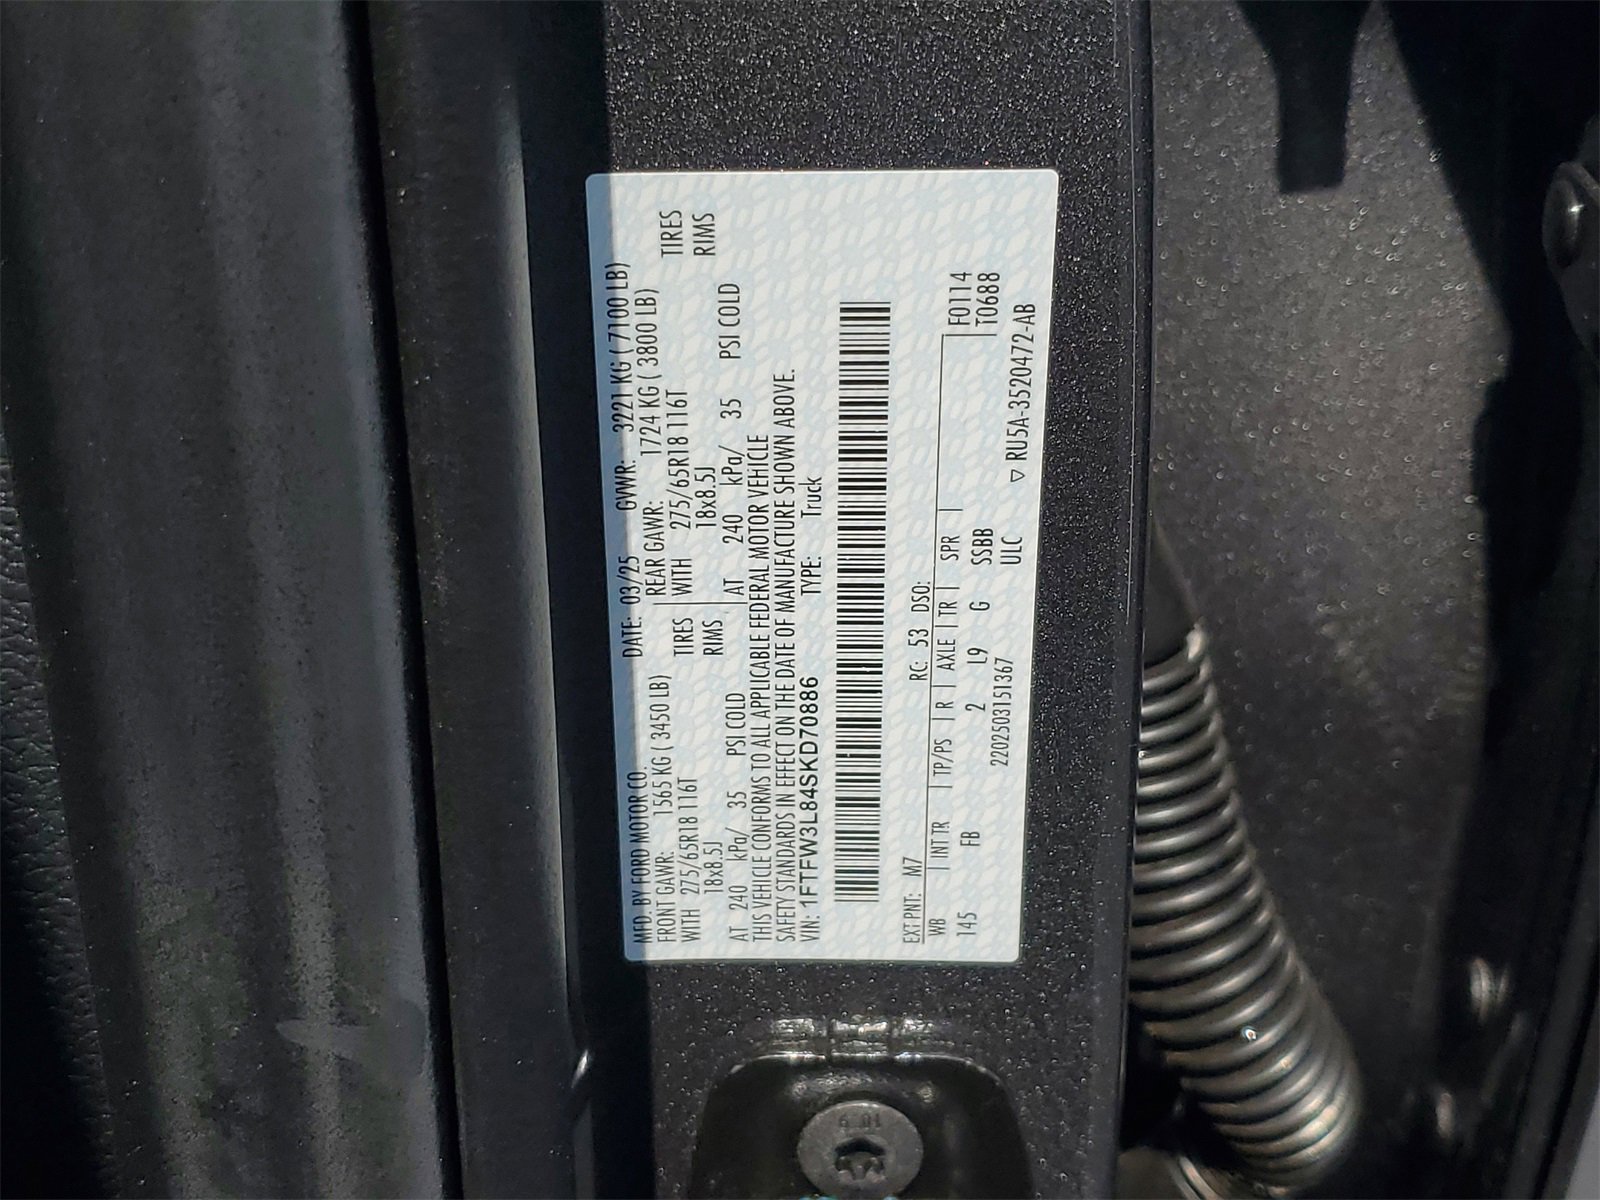 MFD. BY FORD MOTOR CO. DATE: 03/25 GVWR: 3221 KG ( 7100 LB)
FRONT GAWR: 1565 KG ( 3450 LB) REAR GAWR: 1724 KG ( 3800 LB)
WITH 275/65R18 116T TIRES WITH 275/65R18 116T TIRES
18x8.5J RIMS 18x8.5J RIMS
AT 240 kPa/ 35 PSI COLD AT 240 kPa/ 35 PSI COLD
THIS VEHICLE CONFORMS TO ALL APPLICABLE FEDERAL MOTOR VEHICLE
SAFETY STANDARDS IN EFFECT ON THE DATE OF MANUFACTURE SHOWN ABOVE.
VIN: 1FTFW3L84SKD70886 TYPE: Truck
EXT PNT: M7 RC: 53 DSO:
WB | INT TR | TP/PS | R | AXLE | TR | SPR | F0114
145 FB 2 L9 G SSBB T0688
2202503151367 ULC ▽ RU5A-3520472-AB
10.9